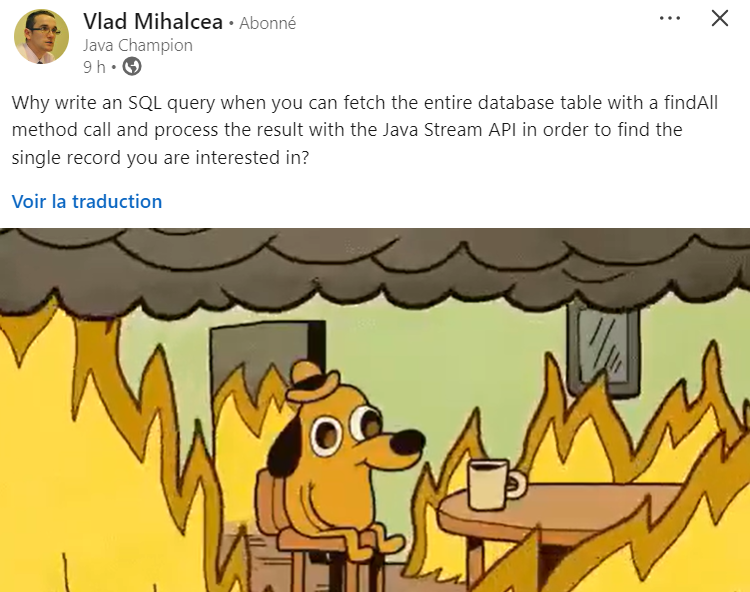 Vlad Mihalcea • Abonné
Java Champion
9 h •
Why write an SQL query when you can fetch the entire database table with a findAll
method call and process the result with the Java Stream API in order to find the
single record you are interested in?
Voir la traduction